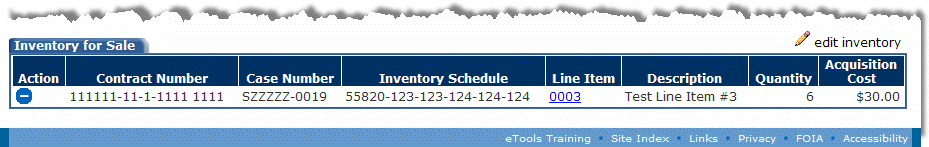 Inventory for Sale
edit inventory
Action Contract Number Case Number Inventory Schedule Line Item Description Quantity Acquisition Cost
111111-11-1-1111 1111 SZZZZZ-0019 55820-123-123-124-124-124 0003 Test Line Item #3 6 $30.00
eTools Training • Site Index • Links • Privacy • FOIA • Accessibility